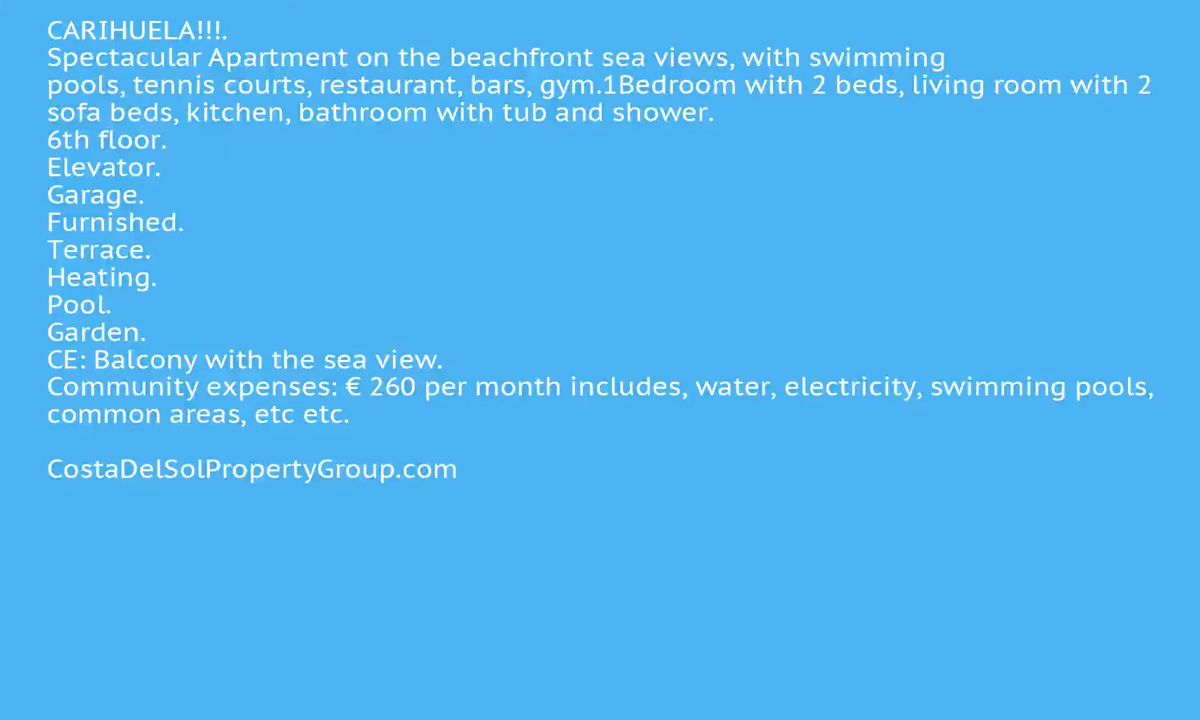 CARIHUELA!!!.
Spectacular Apartment on the beachfront sea views, with swimming
pools, tennis courts, restaurant, bars, gym.1Bedroom with 2 beds, living room with 2
sofa beds, kitchen, bathroom with tub and shower.
6th floor.
Elevator.
Garage.
Furnished.
Terrace.
Heating.
Pool.
Garden.
CE: Balcony with the sea view.
Community expenses: € 260 per month includes, water, electricity, swimming pools,
common areas, etc etc.
CostaDelSolPropertyGroup.com